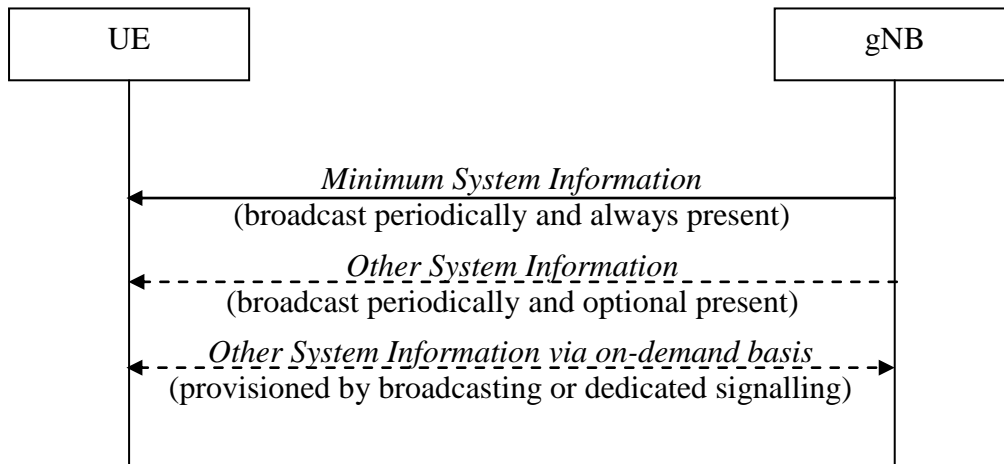 UE
gNB
Minimum System Information
(broadcast periodically and always present)
Other System Information
(broadcast periodically and optional present)
Other System Information via on-demand basis
(provisioned by broadcasting or dedicated signalling)